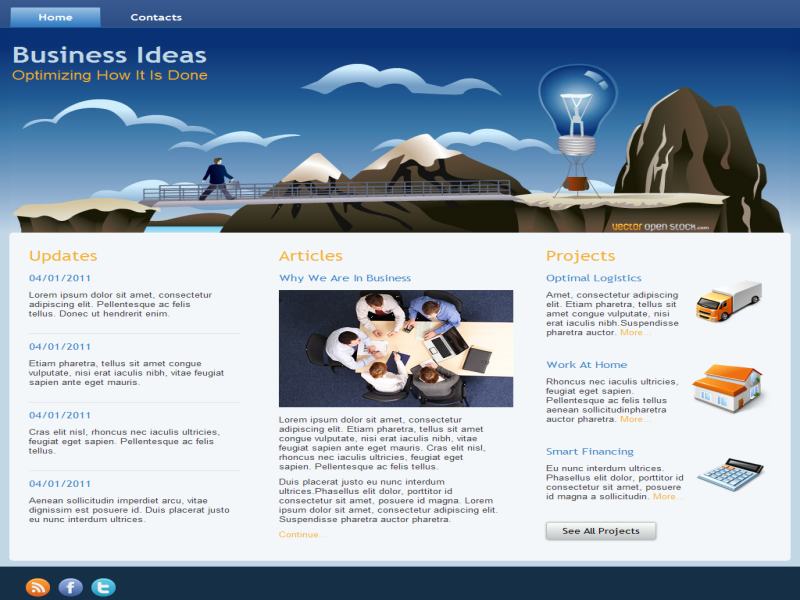 Home
Contacts
Business Ideas
Optimizing How It Is Done
vector open stock.com
Updates
04/01/2011
Lorem ipsum dolor sit amet, consectetur
adipiscing elit. Pellentesque ac felis
tellus. Donec ut hendrerit enim.
04/01/2011
Etiam pharetra, tellus sit amet congue
vulputate, nisi erat iaculis nibh, vitae feugiat
sapien ante eget mauris.
04/01/2011
Cras elit nisl, rhoncus nec iaculis ultricies,
feugiat eget sapien. Pellentesque ac felis
tellus.
04/01/2011
Aenean sollicitudin imperdiet arcu, vitae
dignissim est posuere id. Duis placerat justo
eu nunc interdum ultrices.
Articles
Why We Are In Business
Lorem ipsum dolor sit amet, consectetur
adipiscing elit. Etiam pharetra, tellus sit amet
congue vulputate, nisi erat iaculis nibh, vitae
feugiat sapien ante eget mauris. Cras elit nisl,
rhoncus nec iaculis ultricies, feugiat eget
sapien. Pellentesque ac felis tellus.
Duis placerat justo eu nunc interdum
ultrices.Phasellus elit dolor, porttitor id
consectetur sit amet, posuere id magna. Lorem
ipsum dolor sit amet, consectetur adipiscing elit.
Suspendisse pharetra auctor pharetra.
Continue...
Projects
Optimal Logistics
Amet, consectetur adipiscing
elit. Etiam pharetra, tellus sit
amet congue vulputate, nisi
erat iaculis nibh.Suspendisse
pharetra auctor. More...
Work At Home
Rhoncus nec iaculis ultricies,
feugiat eget sapien.
Pellentesque ac felis tellus
aenean sollicitudinpharetra
auctor pharetra. More...
Smart Financing
Eu nunc interdum ultrices.
Phasellus elit dolor, porttitor id
consectetur sit amet, posuere
id magna a sollicitudin. More...
See All Projects